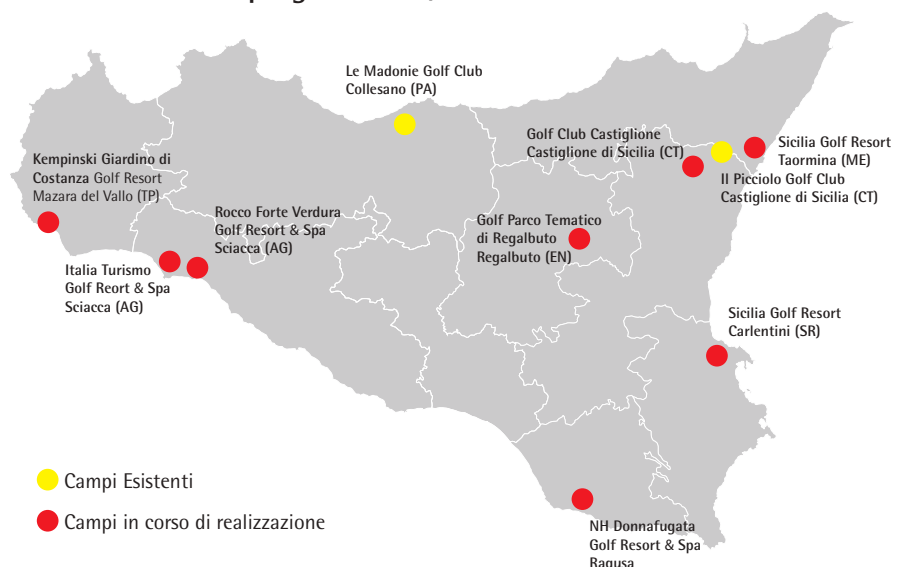 Le Madonie Golf Club
Collesano (PA)
Golf Club Castiglione
Castiglione di Sicilia (CT)
Sicilia Golf Resort
Taormina (ME)
Il Picciolo Golf Club
Castiglione di Sicilia (CT)
Kempinski Giardino di
Costanza Golf Resort
Mazara del Vallo (TP)
Rocco Forte Verdura
Golf Resort & Spa
Sciacca (AG)
Golf Parco Tematico
di Regalbuto
Regalbuto (EN)
Italia Turismo
Golf Reort & Spa
Sciacca (AG)
Sicilia Golf Resort
Carlentini (SR)
Campi Esistenti
Campi in corso di realizzazione
NH Donnafugata
Golf Resort & Spa
Ragusa